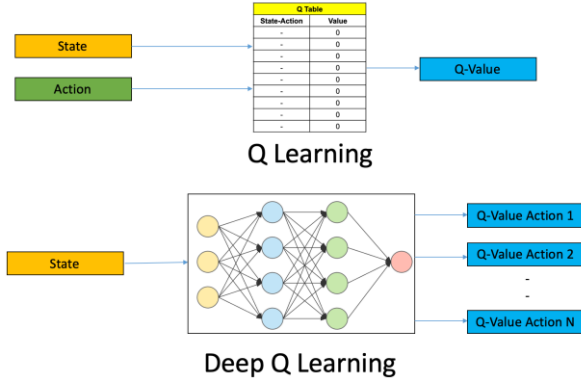 Q Table
State-Action Value
- 0
- 0
- 0
- 0
- 0
- 0
- 0
- 0
- 0
State
Action
Q-Value
Q Learning
State
Q-Value Action 1
Q-Value Action 2
-
-
Q-Value Action N
Deep Q Learning